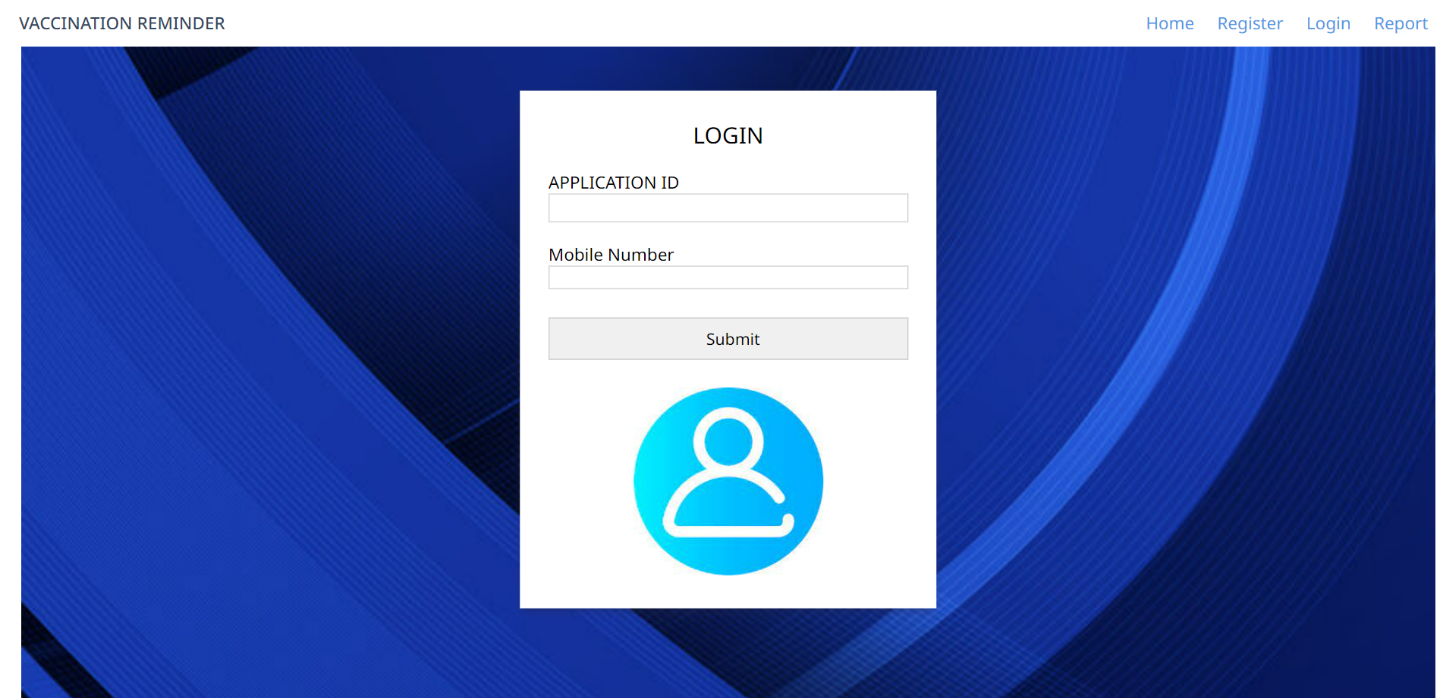 VACCINATION REMINDER
Home Register Login Report
LOGIN
APPLICATION ID
Mobile Number
Submit